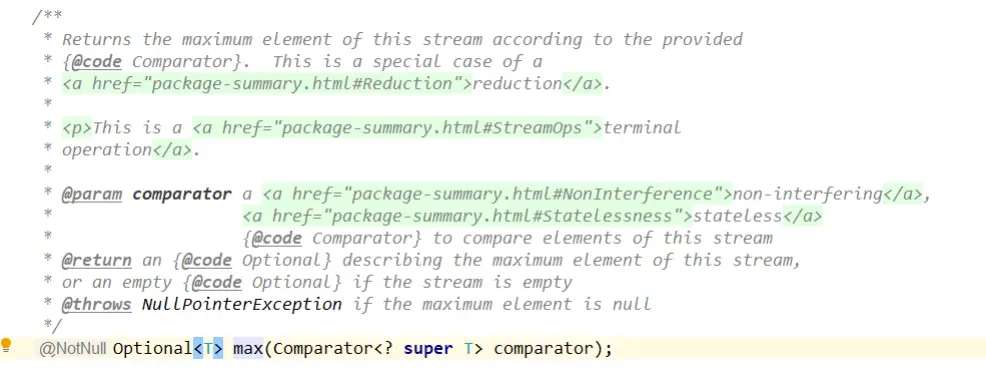 /**
 * Returns the maximum element of this stream according to the provided
 * {@code Comparator}.  This is a special case of a
 * <a href="package-summary.html#Reduction">reduction</a>.
 *
 * <p>This is a <a href="package-summary.html#StreamOps">terminal
 * operation</a>.
 *
 * @param comparator a <a href="package-summary.html#NonInterference">non-interfering</a>,
 *                   <a href="package-summary.html#Statelessness">stateless</a>
 *                   {@code Comparator} to compare elements of this stream
 * @return an {@code Optional} describing the maximum element of this stream,
 * or an empty {@code Optional} if the stream is empty
 * @throws NullPointerException if the maximum element is null
 */
@NotNull Optional<T> max(Comparator<? super T> comparator);